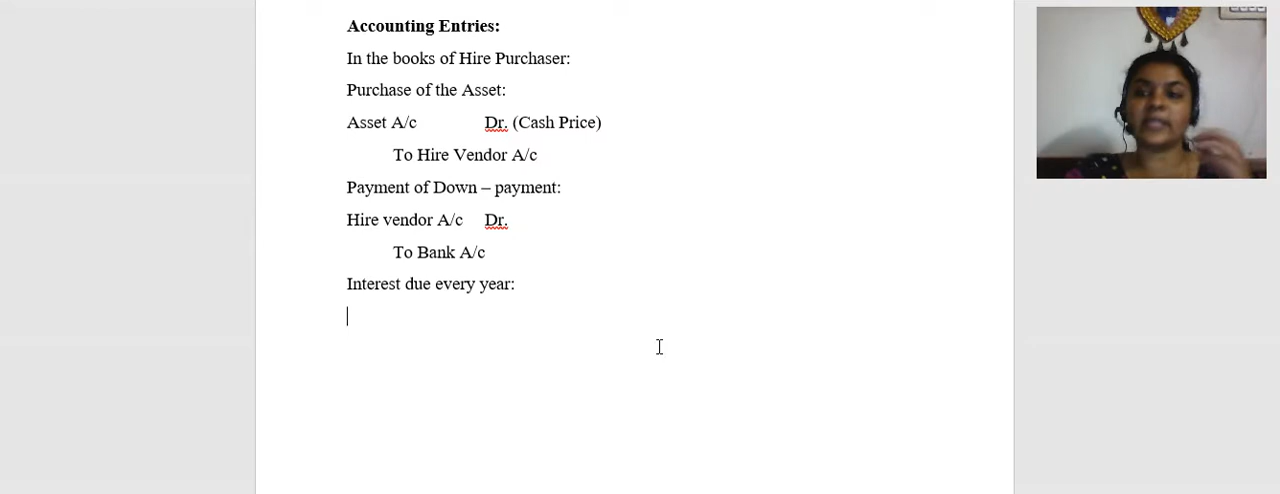 Accounting Entries:
In the books of Hire Purchaser:
Purchase of the Asset:
Asset A/c Dr. (Cash Price)
To Hire Vendor A/c
Payment of Down – payment:
Hire vendor A/c Dr.
To Bank A/c
Interest due every year: